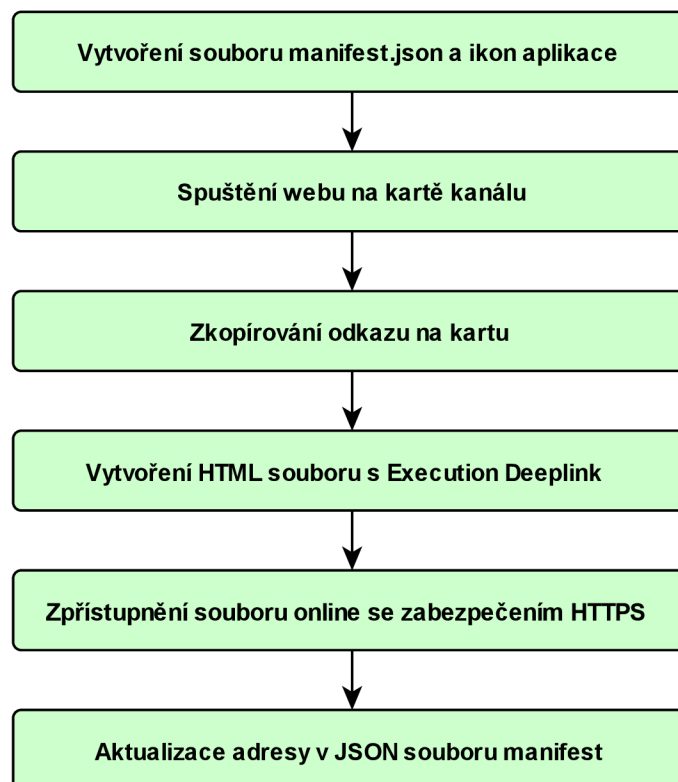 Vytvoření souboru manifest.json a ikon aplikace
Spuštění webu na kartě kanálu
Zkopírování odkazu na kartu
Vytvoření HTML souboru s Execution Deeplink
Zpřístupnění souboru online se zabezpečením HTTPS
Aktualizace adresy v JSON souboru manifest